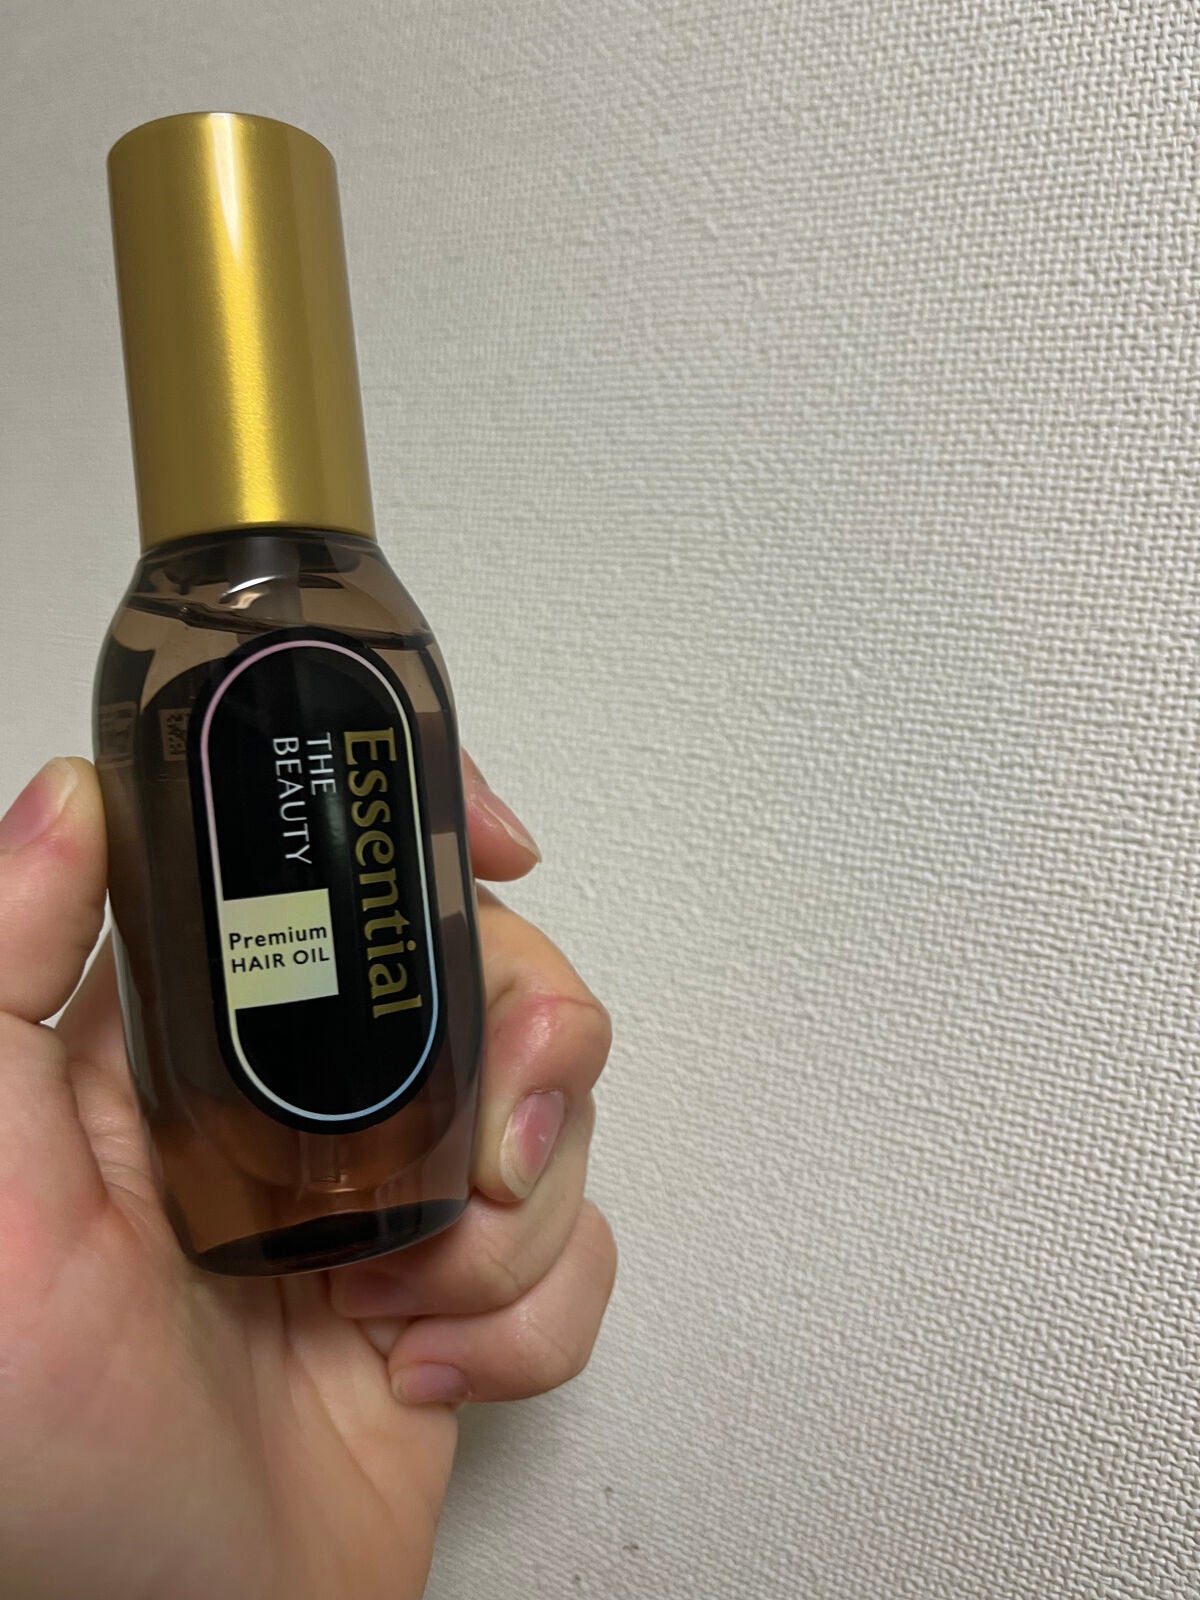 Essential
THE
BEAUTY
Premium
HAIR OIL